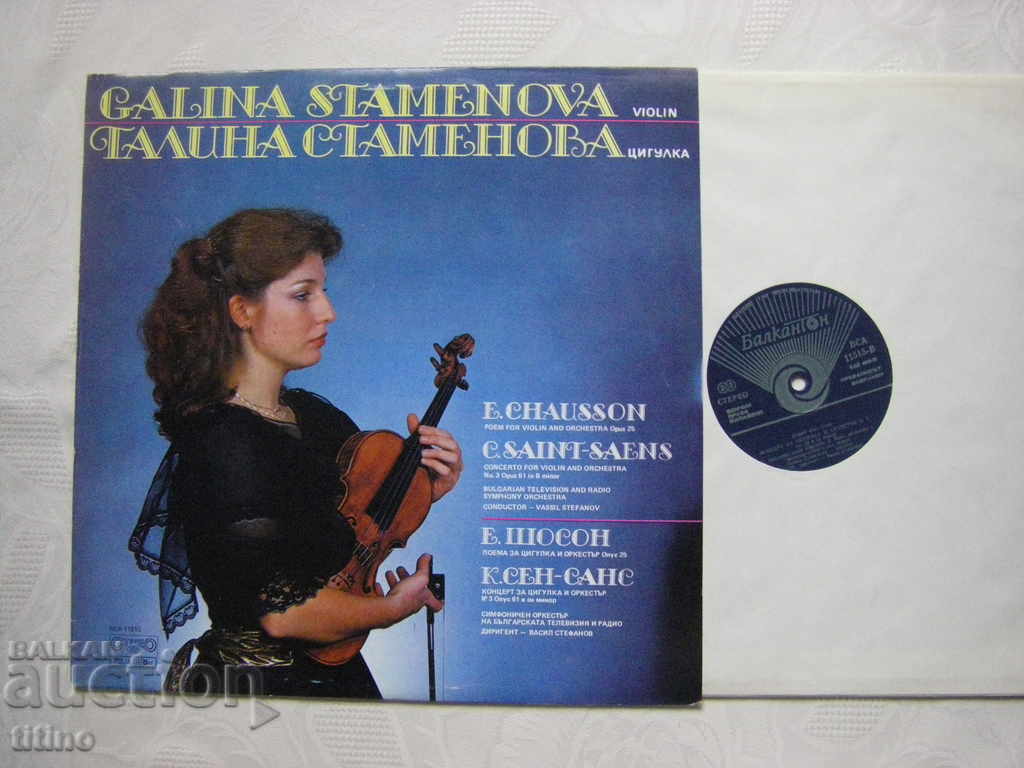 GALINA STAMENOVA VIOLIN
ГАЛИНА СТАМЕНОВА ЦИГУЛКА
E. CHAUSSON
POEM FOR VIOLIN AND ORCHESTRA Opus 25
C. SAINT-SAENS
CONCERTO FOR VIOLIN AND ORCHESTRA
No. 3 Opus 61 in B minor
BULGARIAN TELEVISION AND RADIO
SYMPHONY ORCHESTRA
CONDUCTOR – VASSIL STEFANOV
Е. ШОСОН
ПОЕМА ЗА ЦИГУЛКА И ОРКЕСТЪР Опус 25
К. СЕН-САНС
КОНЦЕРТ ЗА ЦИГУЛКА И ОРКЕСТЪР
№ 3 Опус 61 в си минор
СИМФОНИЧЕН ОРКЕСТЪР
НА БЪЛГАРСКАТА ТЕЛЕВИЗИЯ И РАДИО
ДИРИГЕНТ – ВАСИЛ СТЕФАНОВ
Балкантон
ВСА
11515-В
СТЕРЕО
33
BALKAN
auction
titino